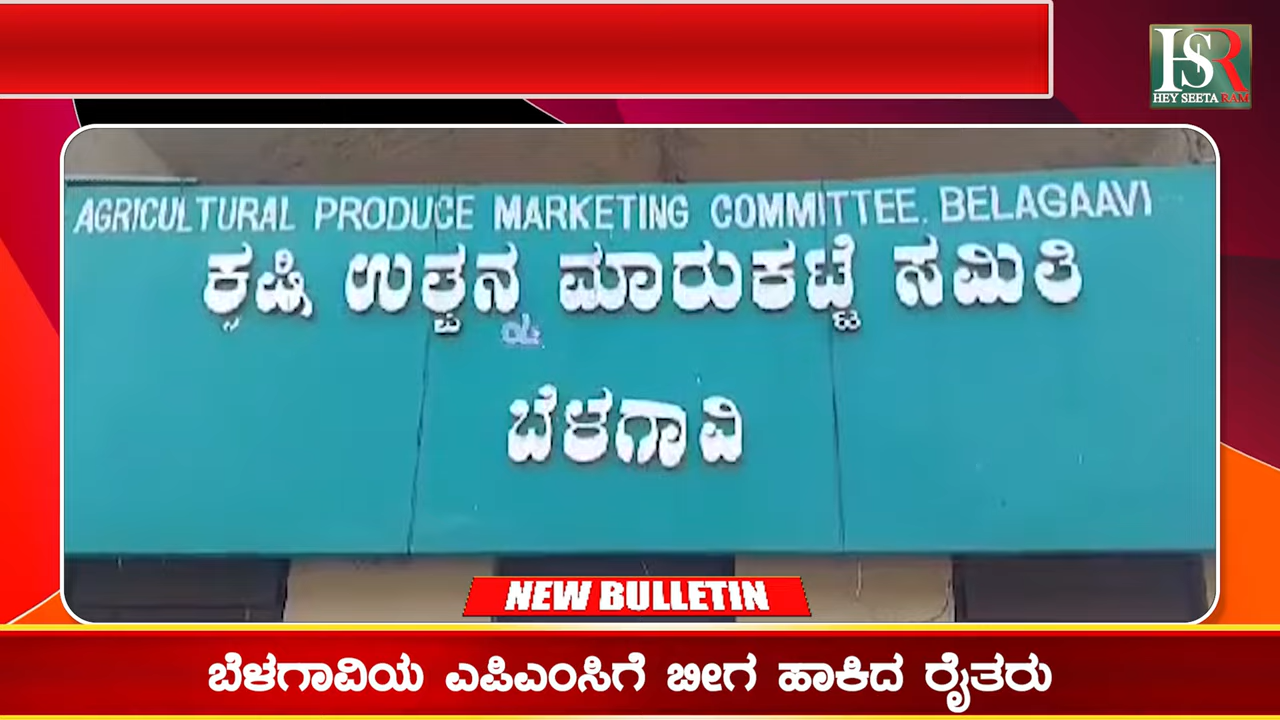 HSR
HEY SEETA RAM
AGRICULTURAL PRODUCE MARKETING COMMITTEE, BELAGAAVI
ಕೃಷಿ ಉತ್ಪನ್ನ ಮಾರುಕಟ್ಟೆ ಸಮಿತಿ
ಬೆಳಗಾವಿ
NEW BULLETIN
ಬೆಳಗಾವಿಯ ಎಪಿಎಂಸಿಗೆ ಬೀಗ ಹಾಕಿದ ರೈತರು